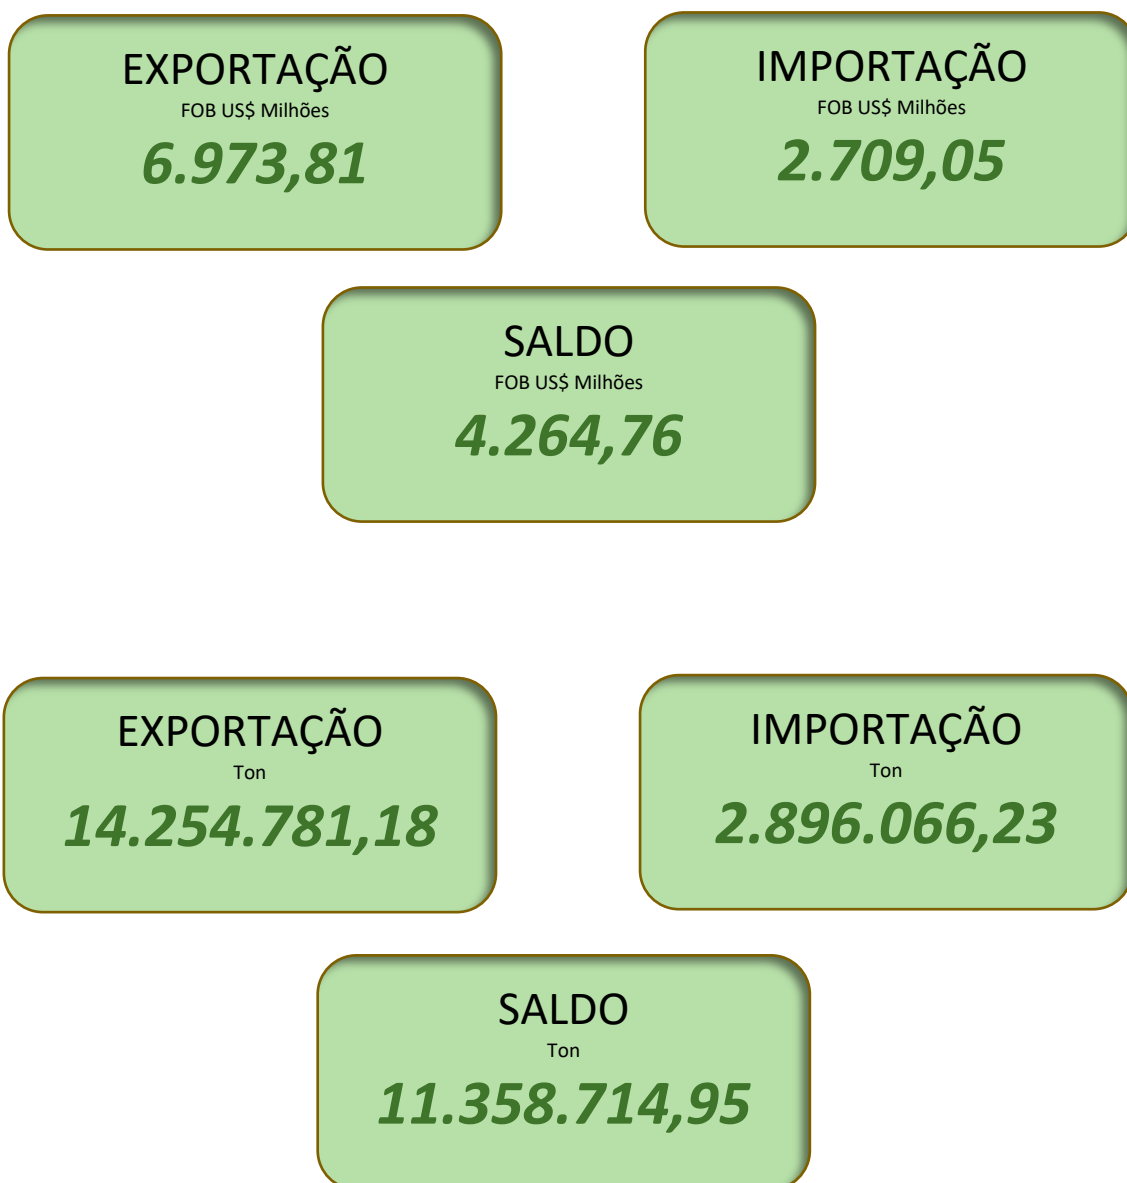 EXPORTAÇÃO
FOB US$ Milhões
6.973,81
IMPORTAÇÃO
FOB US$ Milhões
2.709,05
SALDO
FOB US$ Milhões
4.264,76
EXPORTAÇÃO
Ton
14.254.781,18
IMPORTAÇÃO
Ton
2.896.066,23
SALDO
Ton
11.358.714,95